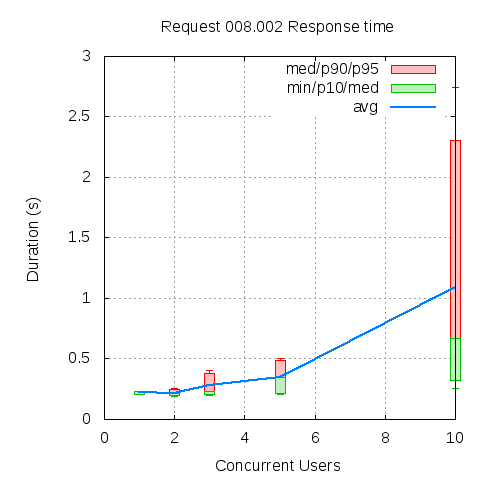 Request 008.002 Response time
med/p90/p95
min/p10/med
avg
3
2.5
2
1.5
1
0.5
0
Duration (s)
0 2 4 6 8 10
Concurrent Users